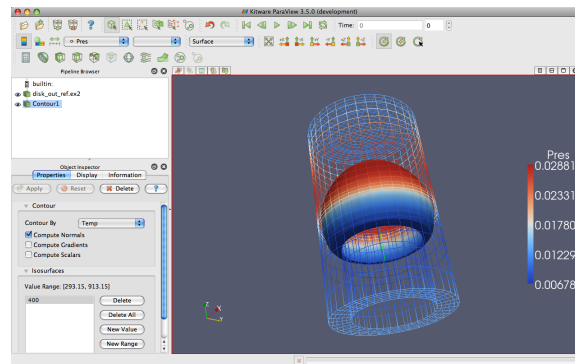 Kitware ParaView 3.5.0 (development)
Time: 0
0
Pres
Surface
Pipeline Browser
builtin:
disk_out_ref.ex2
Contour1
Object Inspector
Properties Display Information
Apply Reset Delete ?
Contour
Contour By Temp
Compute Normals
Compute Gradients
Compute Scalars
Isosurfaces
Value Range: [293.15, 913.15]
400
Delete
Delete All
New Value
New Range
Pres
0.02881
0.02331
0.01780
0.01229
0.00678
Z